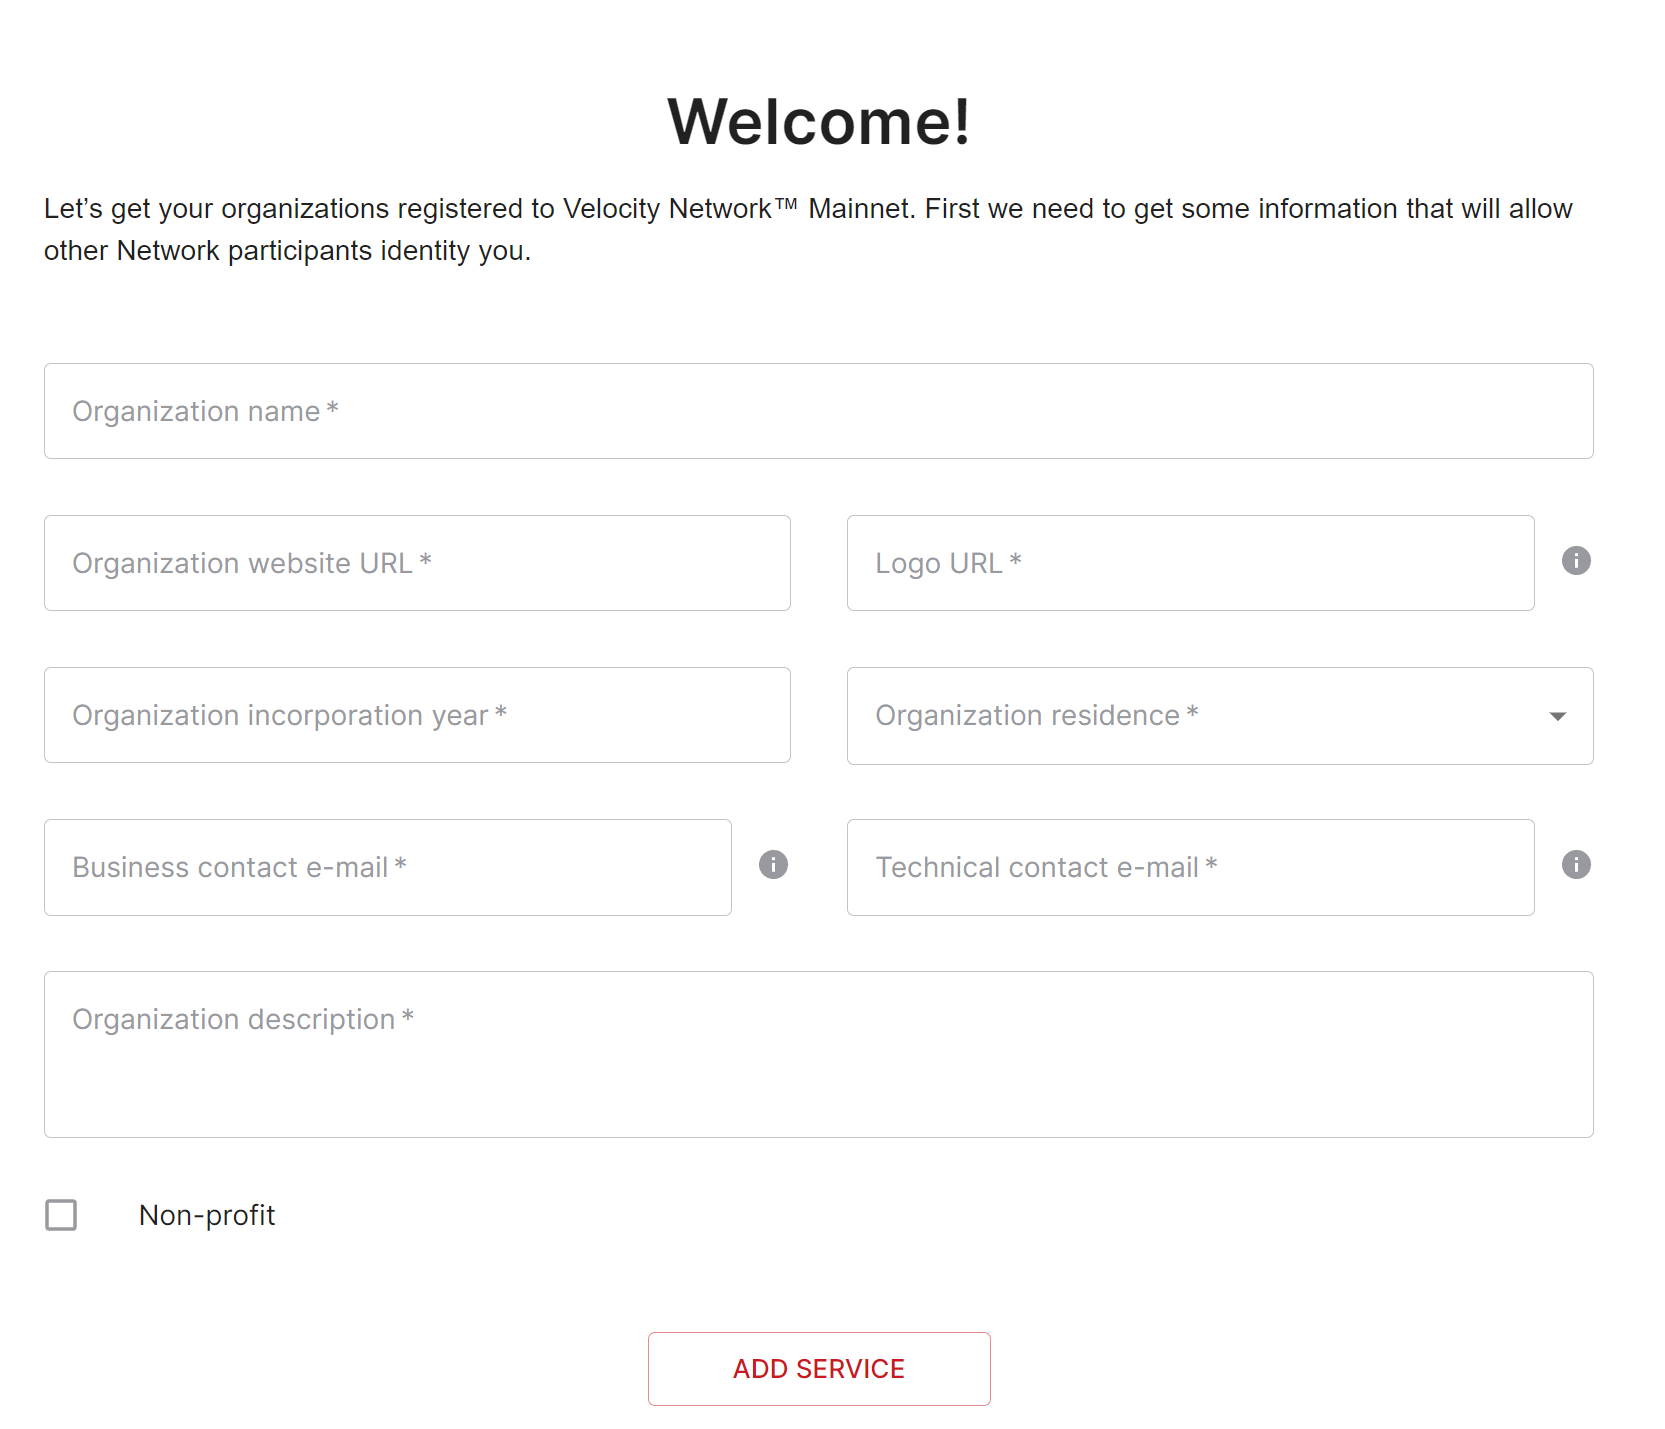 Welcome!
Let’s get your organizations registered to Velocity Network™ Mainnet. First we need to get some information that will allow
other Network participants identity you.
Organization name *
Organization website URL *
Logo URL *
Organization incorporation year *
Organization residence *
Business contact e-mail *
Technical contact e-mail *
Organization description *
Non-profit
ADD SERVICE